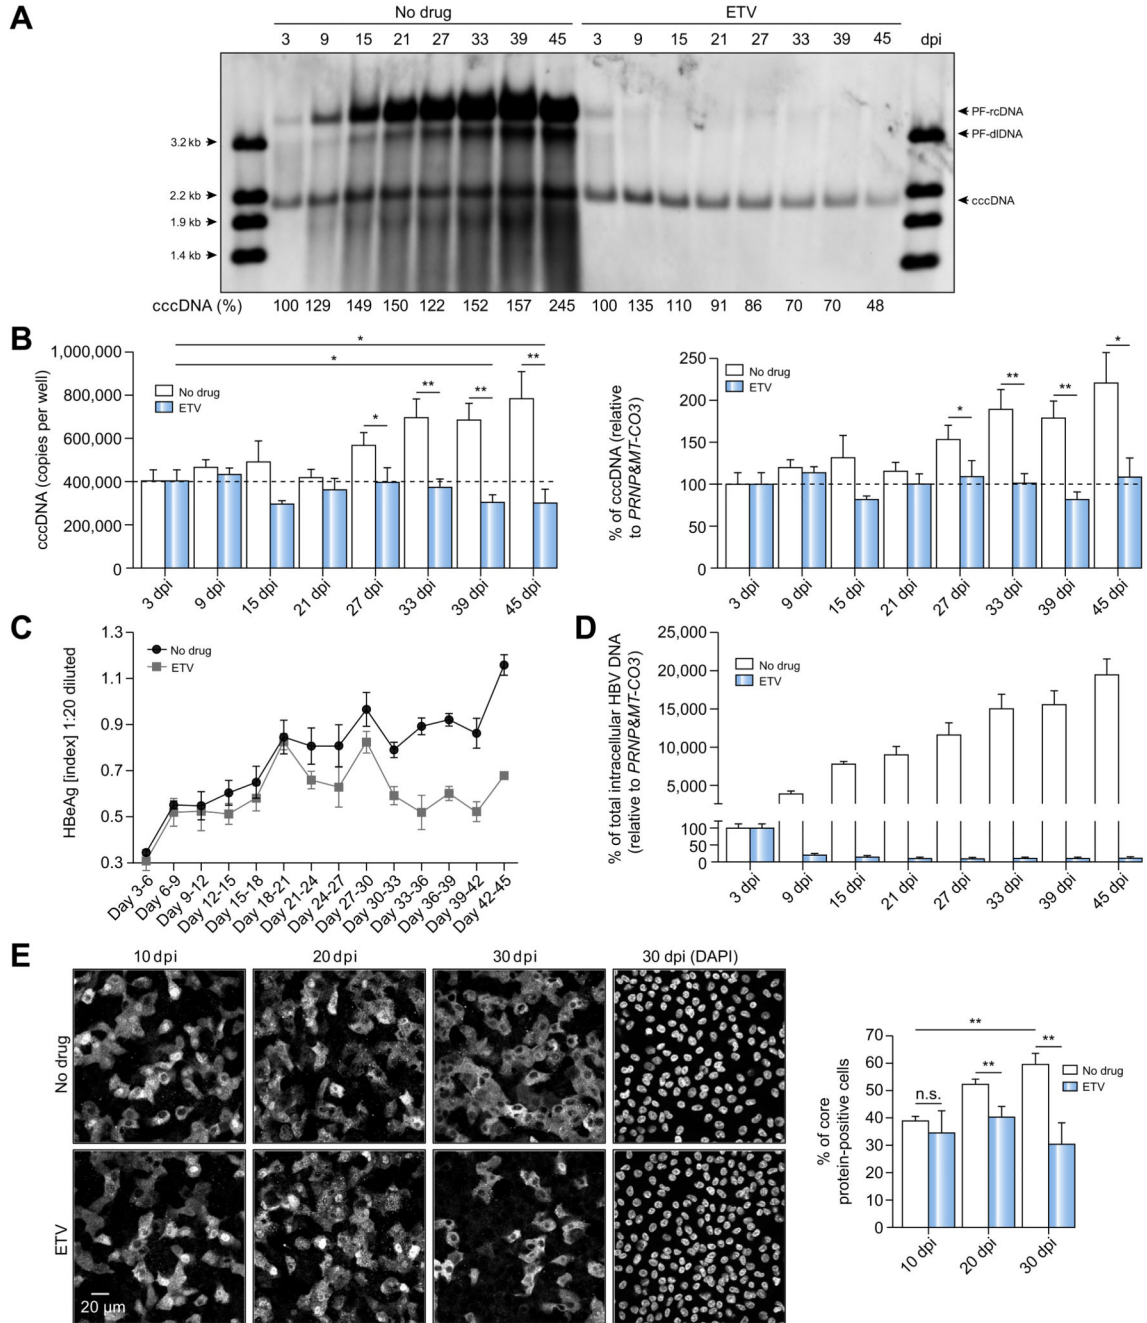 A
No drug
ETV
3 9 15 21 27 33 39 45 3 9 15 21 27 33 39 45 dpi
PF-rcDNA
PF-dlDNA
3.2 kb
2.2 kb
cccDNA
1.9 kb
1.4 kb
cccDNA (%) 100 129 149 150 122 152 157 245 100 135 110 91 86 70 70 48
B
cccDNA (copies per well)
1,000,000
800,000
600,000
400,000
200,000
0
No drug
ETV
*
*
*
**
**
**
3 dpi 9 dpi 15 dpi 21 dpi 27 dpi 33 dpi 39 dpi 45 dpi
% of cccDNA (relative
to PRNP&MT-CO3)
250
200
150
100
50
0
No drug
ETV
*
**
**
*
3 dpi 9 dpi 15 dpi 21 dpi 27 dpi 33 dpi 39 dpi 45 dpi
C
HBeAg [index] 1:20 diluted
1.3
1.1
0.9
0.7
0.5
0.3
No drug
ETV
Day 3-6 Day 6-9 Day 9-12 Day 12-15 Day 15-18 Day 18-21 Day 21-24 Day 24-27 Day 27-30 Day 30-33 Day 33-36 Day 36-39 Day 39-42 Day 42-45
D
% of total intracellular HBV DNA
(relative to PRNP&MT-CO3)
25,000
20,000
15,000
10,000
5,000
100
50
0
No drug
ETV
3 dpi 9 dpi 15 dpi 21 dpi 27 dpi 33 dpi 39 dpi 45 dpi
E
10 dpi 20 dpi 30 dpi 30 dpi (DAPI)
No drug
ETV
20 µm
% of core
protein-positive cells
70
60
50
40
30
20
10
0
No drug
ETV
n.s.
**
**
**
10 dpi 20 dpi 30 dpi